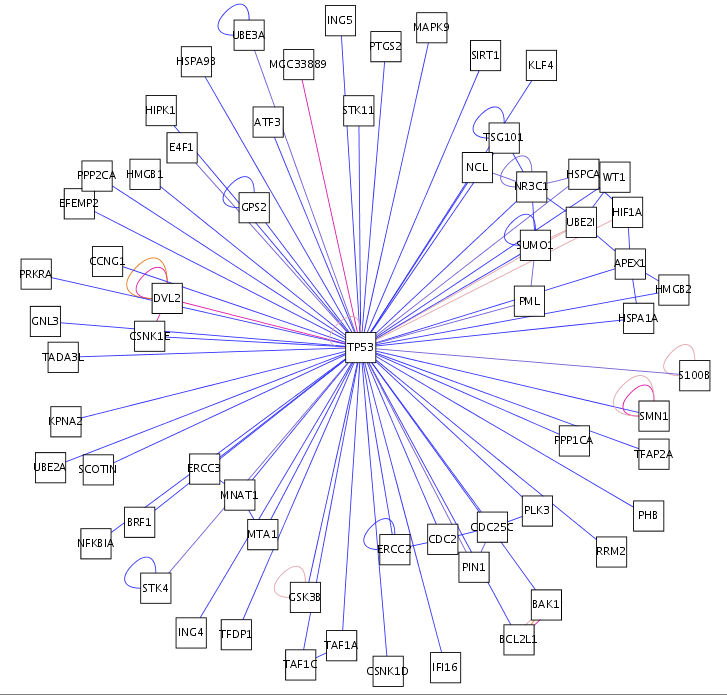 ING5
UBE3A
MAPK9
PTGS2
SIRT1
HSPA9B
MGC33889
KLF4
HIPK1
STK11
ATF3
TSG101
E4F1
NCL
PPP2CA
HMGB1
HSPCA
WT1
NR3C1
EFEMP2
GPS2
HIF1A
UBE2I
SUMO1
CCNG1
APEX1
PRKRA
HMGB2
DVL2
PML
GNL3
HSPA1A
CSNK1E
TP53
TADA3L
S100B
SMN1
KPNA2
PPP1CA
TFAP2A
UBE2A
SCOTIN
ERCC3
MNAT1
PLK3
PHB
BRF1
CDC25C
MTA1
CDC2
NFKBIA
ERCC2
RRM2
PIN1
STK4
GSK3B
BAK1
ING4
TFDP1
BCL2L1
TAF1A
TAF1C
CSNK1D
IFI16